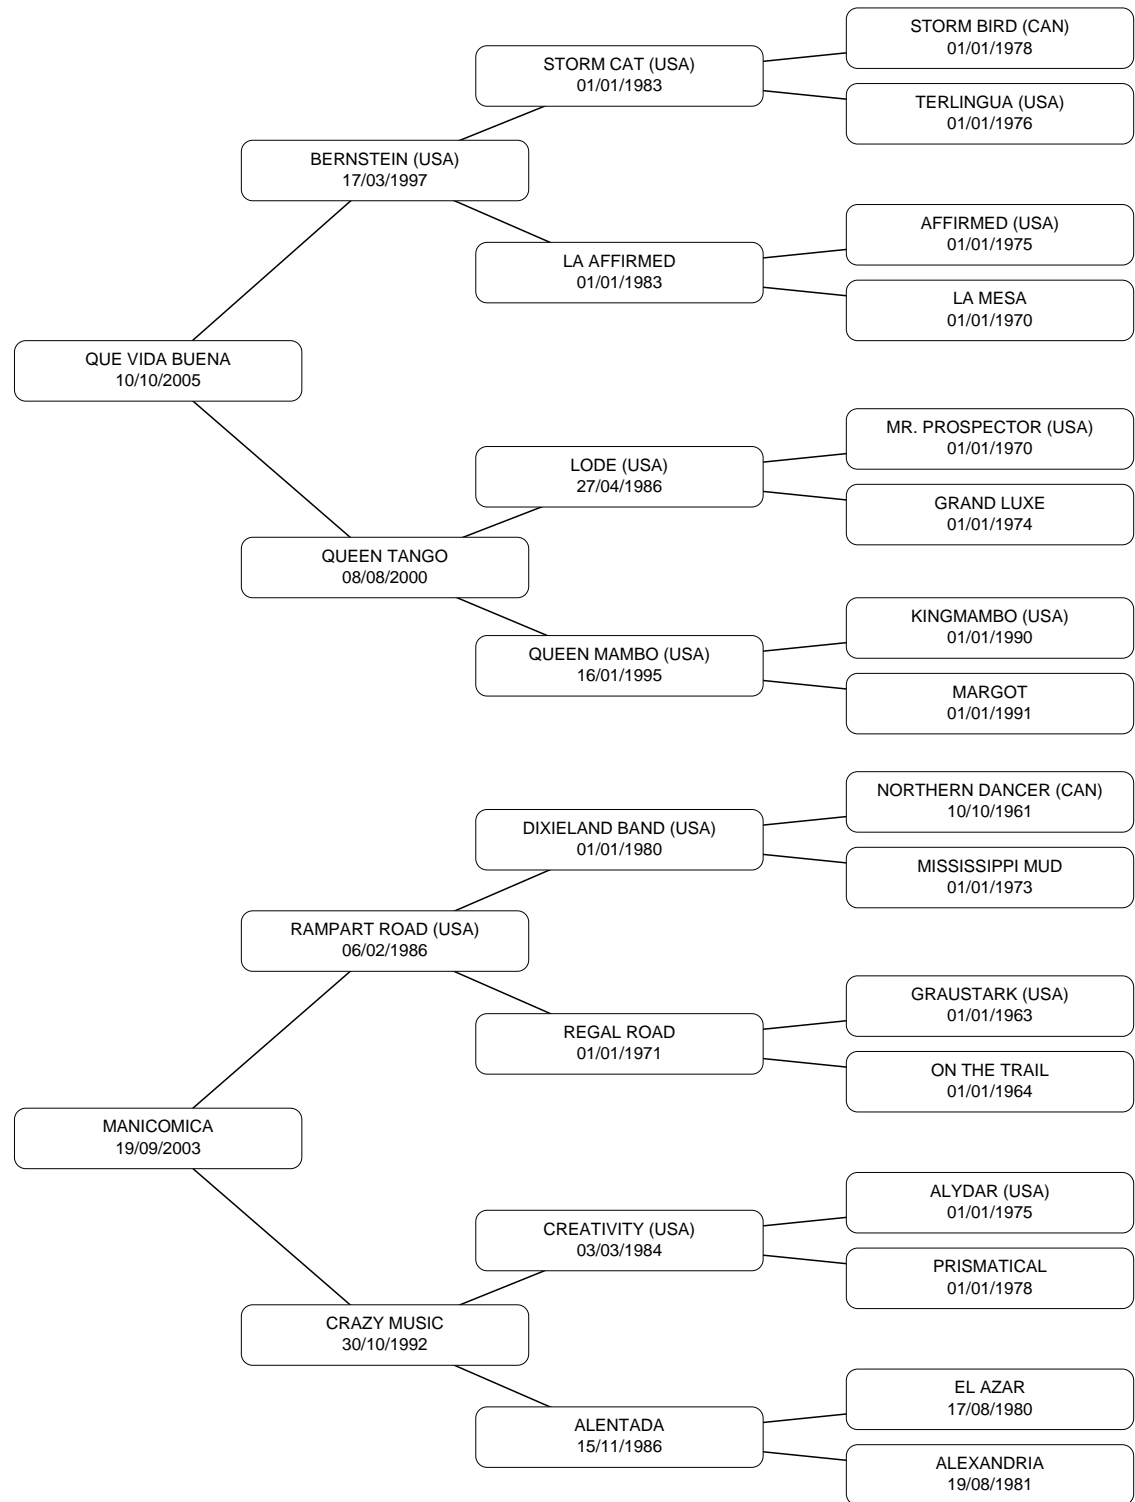 STORM BIRD (CAN)
01/01/1978
STORM CAT (USA)
01/01/1983
TERLINGUA (USA)
01/01/1976
BERNSTEIN (USA)
17/03/1997
AFFIRMED (USA)
01/01/1975
LA AFFIRMED
01/01/1983
LA MESA
01/01/1970
QUE VIDA BUENA
10/10/2005
MR. PROSPECTOR (USA)
01/01/1970
LODE (USA)
27/04/1986
GRAND LUXE
01/01/1974
QUEEN TANGO
08/08/2000
KINGMAMBO (USA)
01/01/1990
QUEEN MAMBO (USA)
16/01/1995
MARGOT
01/01/1991
NORTHERN DANCER (CAN)
10/10/1961
DIXIELAND BAND (USA)
01/01/1980
MISSISSIPPI MUD
01/01/1973
RAMPART ROAD (USA)
06/02/1986
GRAUSTARK (USA)
01/01/1963
REGAL ROAD
01/01/1971
ON THE TRAIL
01/01/1964
MANICOMICA
19/09/2003
ALYDAR (USA)
01/01/1975
CREATIVITY (USA)
03/03/1984
PRISMATICAL
01/01/1978
CRAZY MUSIC
30/10/1992
EL AZAR
17/08/1980
ALENTADA
15/11/1986
ALEXANDRIA
19/08/1981